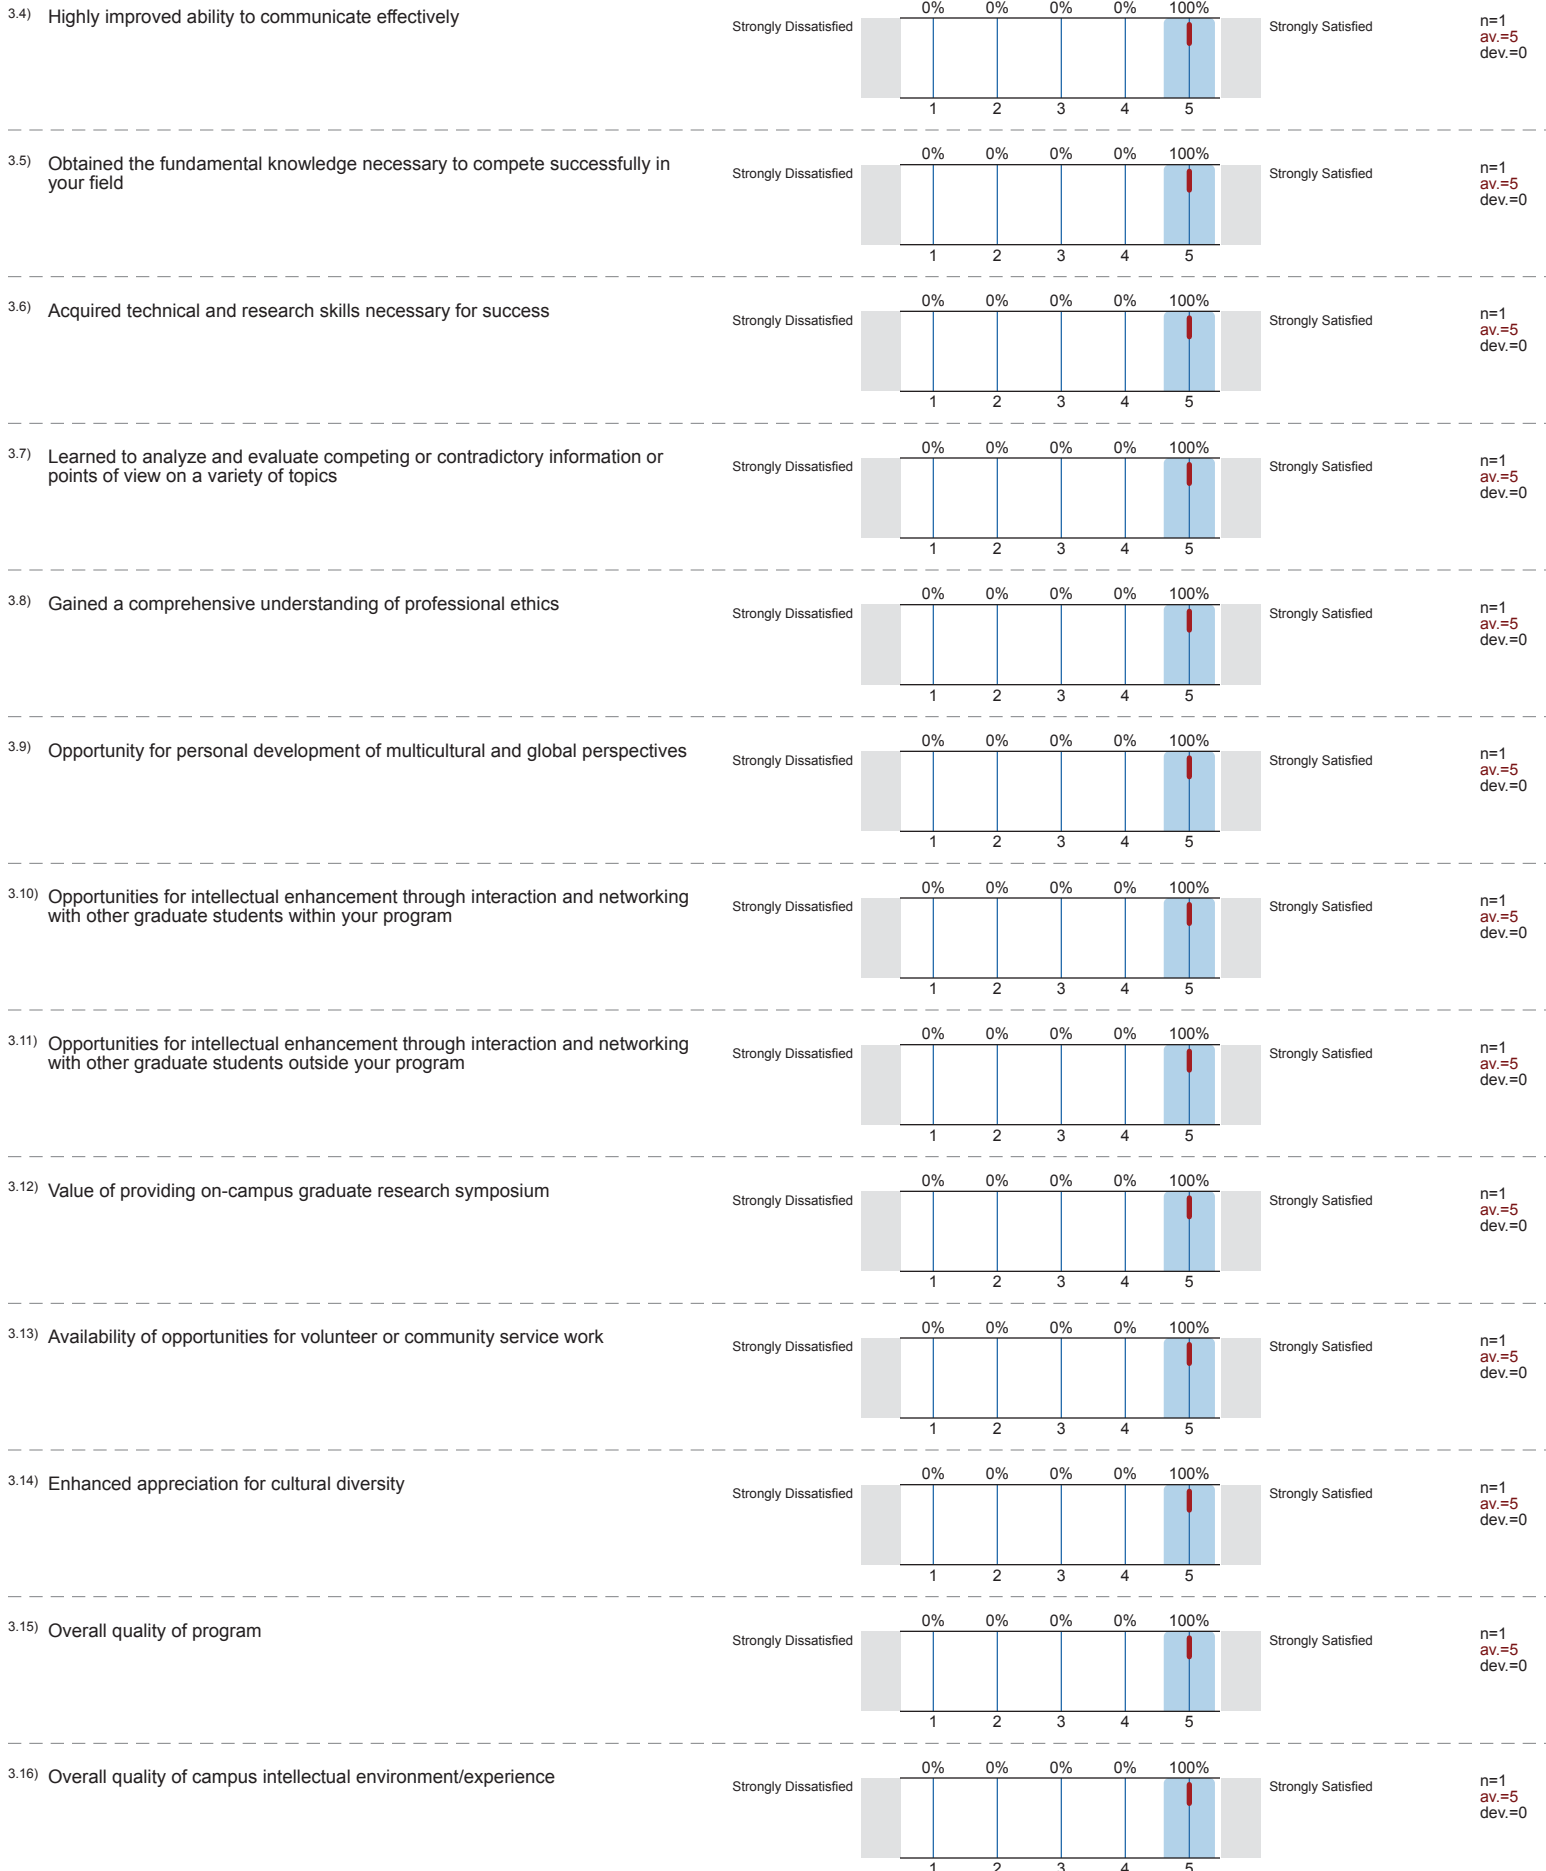 3.4) Highly improved ability to communicate effectively
Strongly Dissatisfied
0% 0% 0% 0% 100%
1 2 3 4 5
Strongly Satisfied
n=1
av.=5
dev.=0
3.5) Obtained the fundamental knowledge necessary to compete successfully in
your field
Strongly Dissatisfied
0% 0% 0% 0% 100%
1 2 3 4 5
Strongly Satisfied
n=1
av.=5
dev.=0
3.6) Acquired technical and research skills necessary for success
Strongly Dissatisfied
0% 0% 0% 0% 100%
1 2 3 4 5
Strongly Satisfied
n=1
av.=5
dev.=0
3.7) Learned to analyze and evaluate competing or contradictory information or
points of view on a variety of topics
Strongly Dissatisfied
0% 0% 0% 0% 100%
1 2 3 4 5
Strongly Satisfied
n=1
av.=5
dev.=0
3.8) Gained a comprehensive understanding of professional ethics
Strongly Dissatisfied
0% 0% 0% 0% 100%
1 2 3 4 5
Strongly Satisfied
n=1
av.=5
dev.=0
3.9) Opportunity for personal development of multicultural and global perspectives
Strongly Dissatisfied
0% 0% 0% 0% 100%
1 2 3 4 5
Strongly Satisfied
n=1
av.=5
dev.=0
3.10) Opportunities for intellectual enhancement through interaction and networking
with other graduate students within your program
Strongly Dissatisfied
0% 0% 0% 0% 100%
1 2 3 4 5
Strongly Satisfied
n=1
av.=5
dev.=0
3.11) Opportunities for intellectual enhancement through interaction and networking
with other graduate students outside your program
Strongly Dissatisfied
0% 0% 0% 0% 100%
1 2 3 4 5
Strongly Satisfied
n=1
av.=5
dev.=0
3.12) Value of providing on-campus graduate research symposium
Strongly Dissatisfied
0% 0% 0% 0% 100%
1 2 3 4 5
Strongly Satisfied
n=1
av.=5
dev.=0
3.13) Availability of opportunities for volunteer or community service work
Strongly Dissatisfied
0% 0% 0% 0% 100%
1 2 3 4 5
Strongly Satisfied
n=1
av.=5
dev.=0
3.14) Enhanced appreciation for cultural diversity
Strongly Dissatisfied
0% 0% 0% 0% 100%
1 2 3 4 5
Strongly Satisfied
n=1
av.=5
dev.=0
3.15) Overall quality of program
Strongly Dissatisfied
0% 0% 0% 0% 100%
1 2 3 4 5
Strongly Satisfied
n=1
av.=5
dev.=0
3.16) Overall quality of campus intellectual environment/experience
Strongly Dissatisfied
0% 0% 0% 0% 100%
1 2 3 4 5
Strongly Satisfied
n=1
av.=5
dev.=0